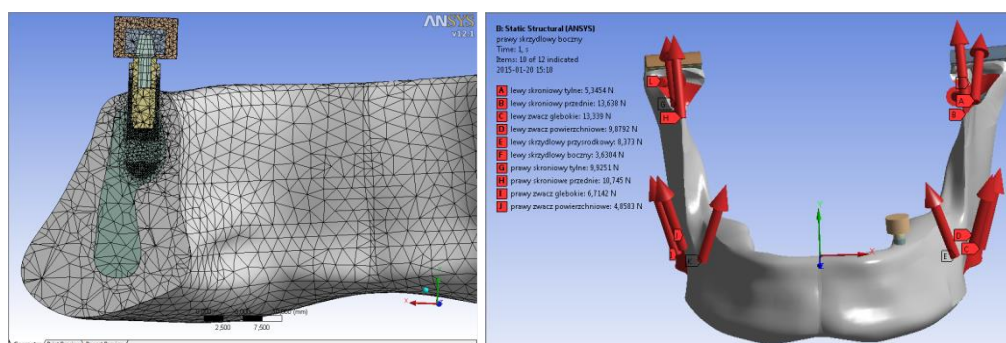 ANSYS
v12.1
2,500
7,500
(mm)
B: Static Structural (ANSYS)
prawy skrzydlowy boczny
Time: 1, s
Items: 10 of 12 indicated
2015-01-20 15:18
A lewy skroniowy tylne: 5,3454 N
B lewy skroniowy przednie: 13,638 N
C lewy zwacz glebokie: 13,339 N
D lewy zwacz powierzchniowe: 9,8792 N
E lewy skrzydlowy przysrodkowy: 8,373 N
F lewy skrzydlowy boczny: 3,6304 N
G prawy skroniowy tylne: 9,9251 N
H prawy skroniowe przednie: 10,745 N
I prawy zwacz glebokie: 6,7142 N
J prawy zwacz powierzchniowe: 4,8583 N
H
A
B
D
C
E
J
K
Y
X
Z
x